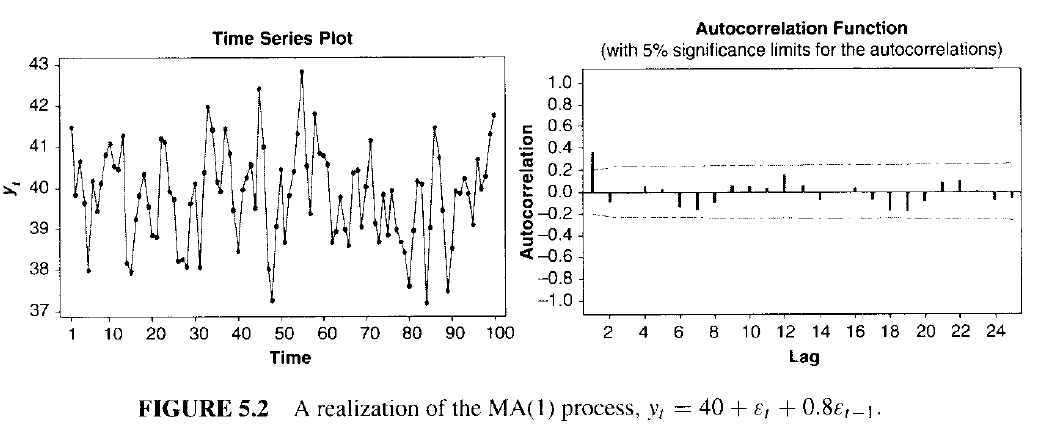 Time Series Plot
43
42
41
40
39
38
37
y_t
1 10 20 30 40 50 60 70 80 90 100
Time
Autocorrelation Function
(with 5% significance limits for the autocorrelations)
1.0
0.8
0.6
0.4
0.2
0.0
−0.2
−0.4
−0.6
−0.8
−1.0
Autocorrelation
2 4 6 8 10 12 14 16 18 20 22 24
Lag
FIGURE 5.2 A realization of the MA(1) process, y_t = 40 + ε_t + 0.8ε_{t−1}.